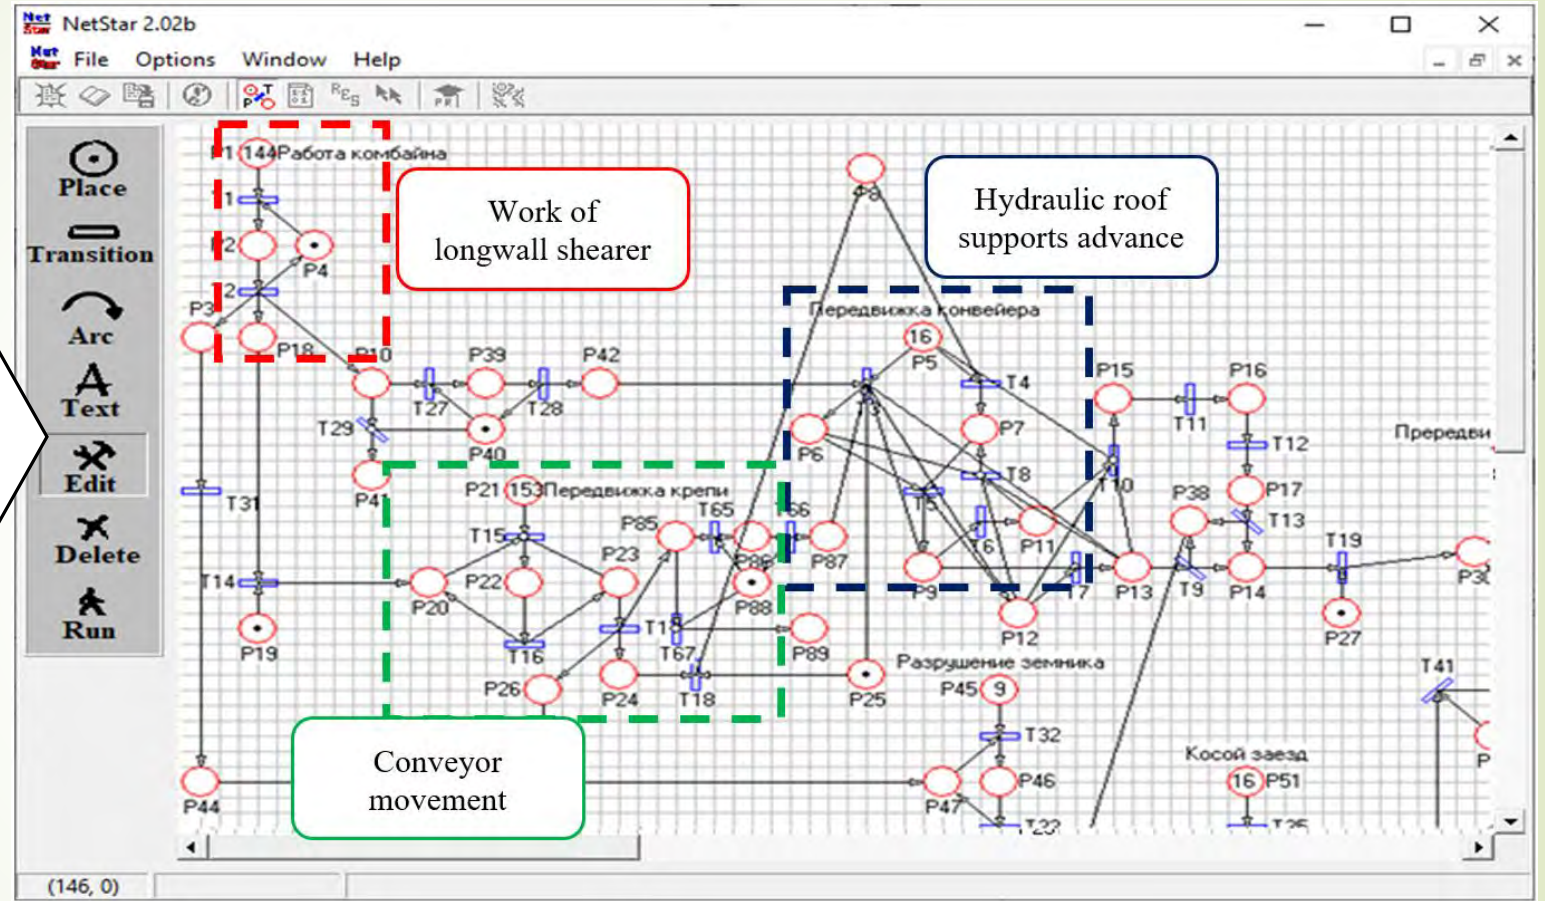 NetStar 2.02b
File Options Window Help
Place
Transition
Arc
Text
Edit
Delete
Run
P1 144 Работа комбайна
Work of
longwall shearer
Hydraulic roof
supports advance
P4
P3
P18
P10
P39
P42
T27
T28
T29
P40
P41
Передвижка конвейера
16
P5
T4
P6
P7
T8
P15
P16
T11
T12
T10
Прередви
P38
P17
T13
T31
P21 153 Передвижка крепи
T15
P85
T65
T66
P86
P87
P11
P9
P13
T9
P14
T19
P30
P27
T14
P20
P22
P23
P88
P12
P19
T16
T67
P89
P26
P24
T18
P25
Разрушение земника
P45 9
T32
T41
Conveyor
movement
P44
P47
P46
Косой заезд
16 P51
(146, 0)